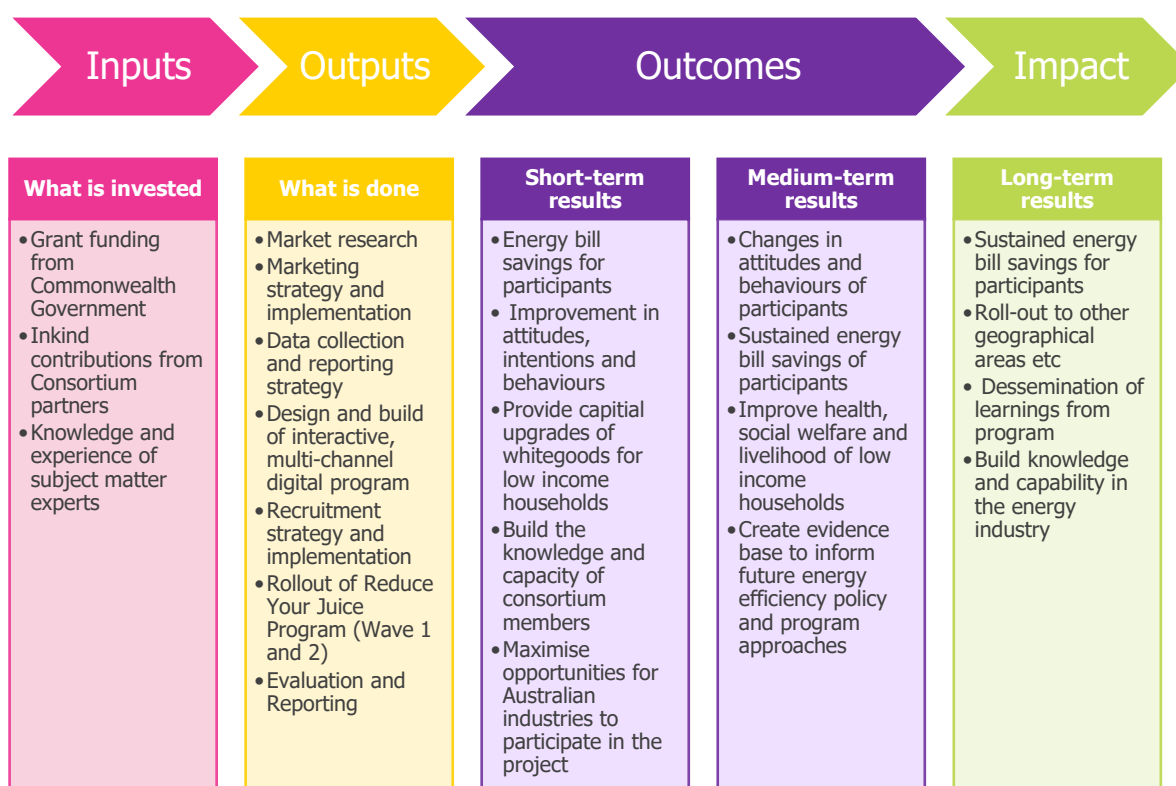 Inputs
Outputs
Outcomes
Impact
What is invested
• Grant funding
from
Commonwealth
Government
• Inkind
contributions from
Consortium
partners
• Knowledge and
experience of
subject matter
experts
What is done
• Market research
• Marketing
strategy and
implementation
• Data collection
and reporting
strategy
• Design and build
of interactive,
multi-channel
digital program
• Recruitment
strategy and
implementation
• Rollout of Reduce
Your Juice
Program (Wave 1
and 2)
• Evaluation and
Reporting
Short-term
results
• Energy bill
savings for
participants
• Improvement in
attitudes,
intentions and
behaviours
• Provide capitial
upgrades of
whitegoods for
low income
households
• Build the
knowledge and
capacity of
consortium
members
• Maximise
opportunities for
Australian
industries to
participate in the
project
Medium-term
results
• Changes in
attitudes and
behaviours of
participants
• Sustained energy
bill savings of
participants
• Improve health,
social welfare and
livelihood of low
income
households
• Create evidence
base to inform
future energy
efficiency policy
and program
approaches
Long-term
results
• Sustained energy
bill savings for
participants
• Roll-out to other
geographical
areas etc
• Dessemination of
learnings from
program
• Build knowledge
and capability in
the energy
industry